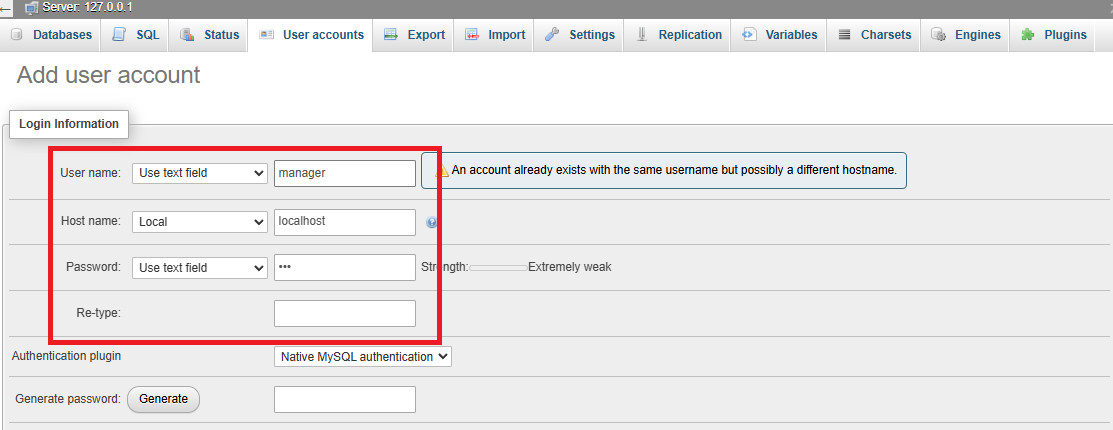 Server: 127.0.0.1
Databases SQL Status User accounts Export Import Settings Replication Variables Charsets Engines Plugins
Add user account
Login Information
User name: Use text field manager An account already exists with the same username but possibly a different hostname.
Host name: Local localhost
Password: Use text field ••• Strength: Extremely weak
Re-type:
Authentication plugin Native MySQL authentication
Generate password: Generate